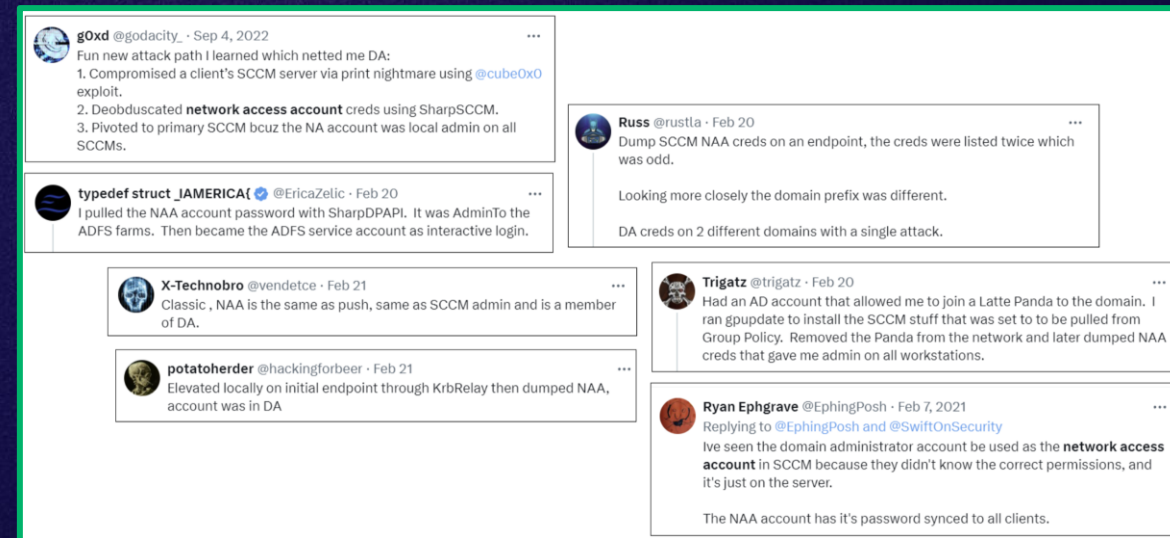 g0xd @godacity_ · Sep 4, 2022
Fun new attack path I learned which netted me DA:
1. Compromised a client's SCCM server via print nightmare using @cube0x0
exploit.
2. Deobduscated network access account creds using SharpSCCM.
3. Pivoted to primary SCCM bcuz the NA account was local admin on all
SCCMs.
typedef struct _IAMERICA{ @EricaZelic · Feb 20
I pulled the NAA account password with SharpDPAPI. It was AdminTo the
ADFS farms. Then became the ADFS service account as interactive login.
X-Technobro @vendetce · Feb 21
Classic , NAA is the same as push, same as SCCM admin and is a member
of DA.
potatoherder @hackingforbeer · Feb 21
Elevated locally on initial endpoint through KrbRelay then dumped NAA,
account was in DA
Russ @rustla · Feb 20
Dump SCCM NAA creds on an endpoint, the creds were listed twice which
was odd.
Looking more closely the domain prefix was different.
DA creds on 2 different domains with a single attack.
Trigatz @trigatz · Feb 20
Had an AD account that allowed me to join a Latte Panda to the domain. I
ran gpupdate to install the SCCM stuff that was set to to be pulled from
Group Policy. Removed the Panda from the network and later dumped NAA
creds that gave me admin on all workstations.
Ryan Ephgrave @EphingPosh · Feb 7, 2021
Replying to @EphingPosh and @SwiftOnSecurity
Ive seen the domain administrator account be used as the network access
account in SCCM because they didn't know the correct permissions, and
it's just on the server.
The NAA account has it's password synced to all clients.